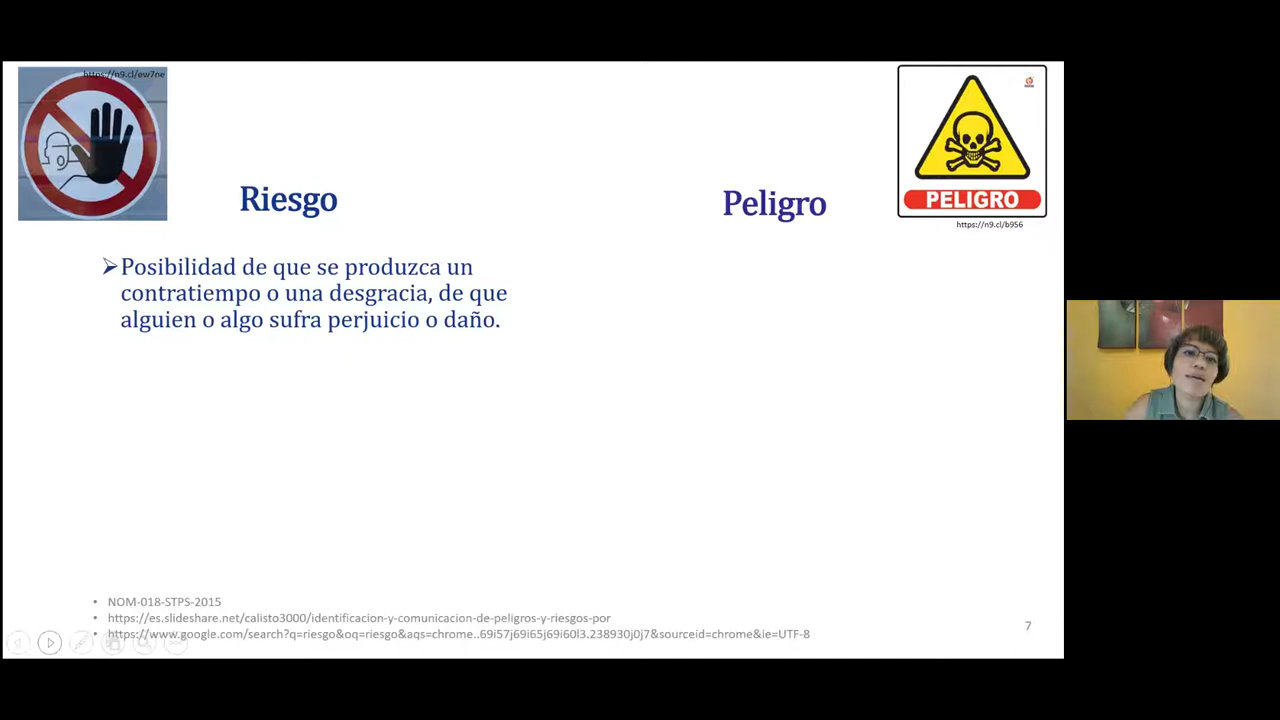 https://n9.cl/ew7ne
PELIGRO
https://n9.cl/b956
Riesgo
Peligro
➢Posibilidad de que se produzca un
contratiempo o una desgracia, de que
alguien o algo sufra perjuicio o daño.
• NOM-018-STPS-2015
• https://es.slideshare.net/calisto3000/identificacion-y-comunicacion-de-peligros-y-riesgos-por
• https://www.google.com/search?q=riesgo&oq=riesgo&aqs=chrome..69i57j69i65j69i60l3.238930j0j7&sourceid=chrome&ie=UTF-8
7